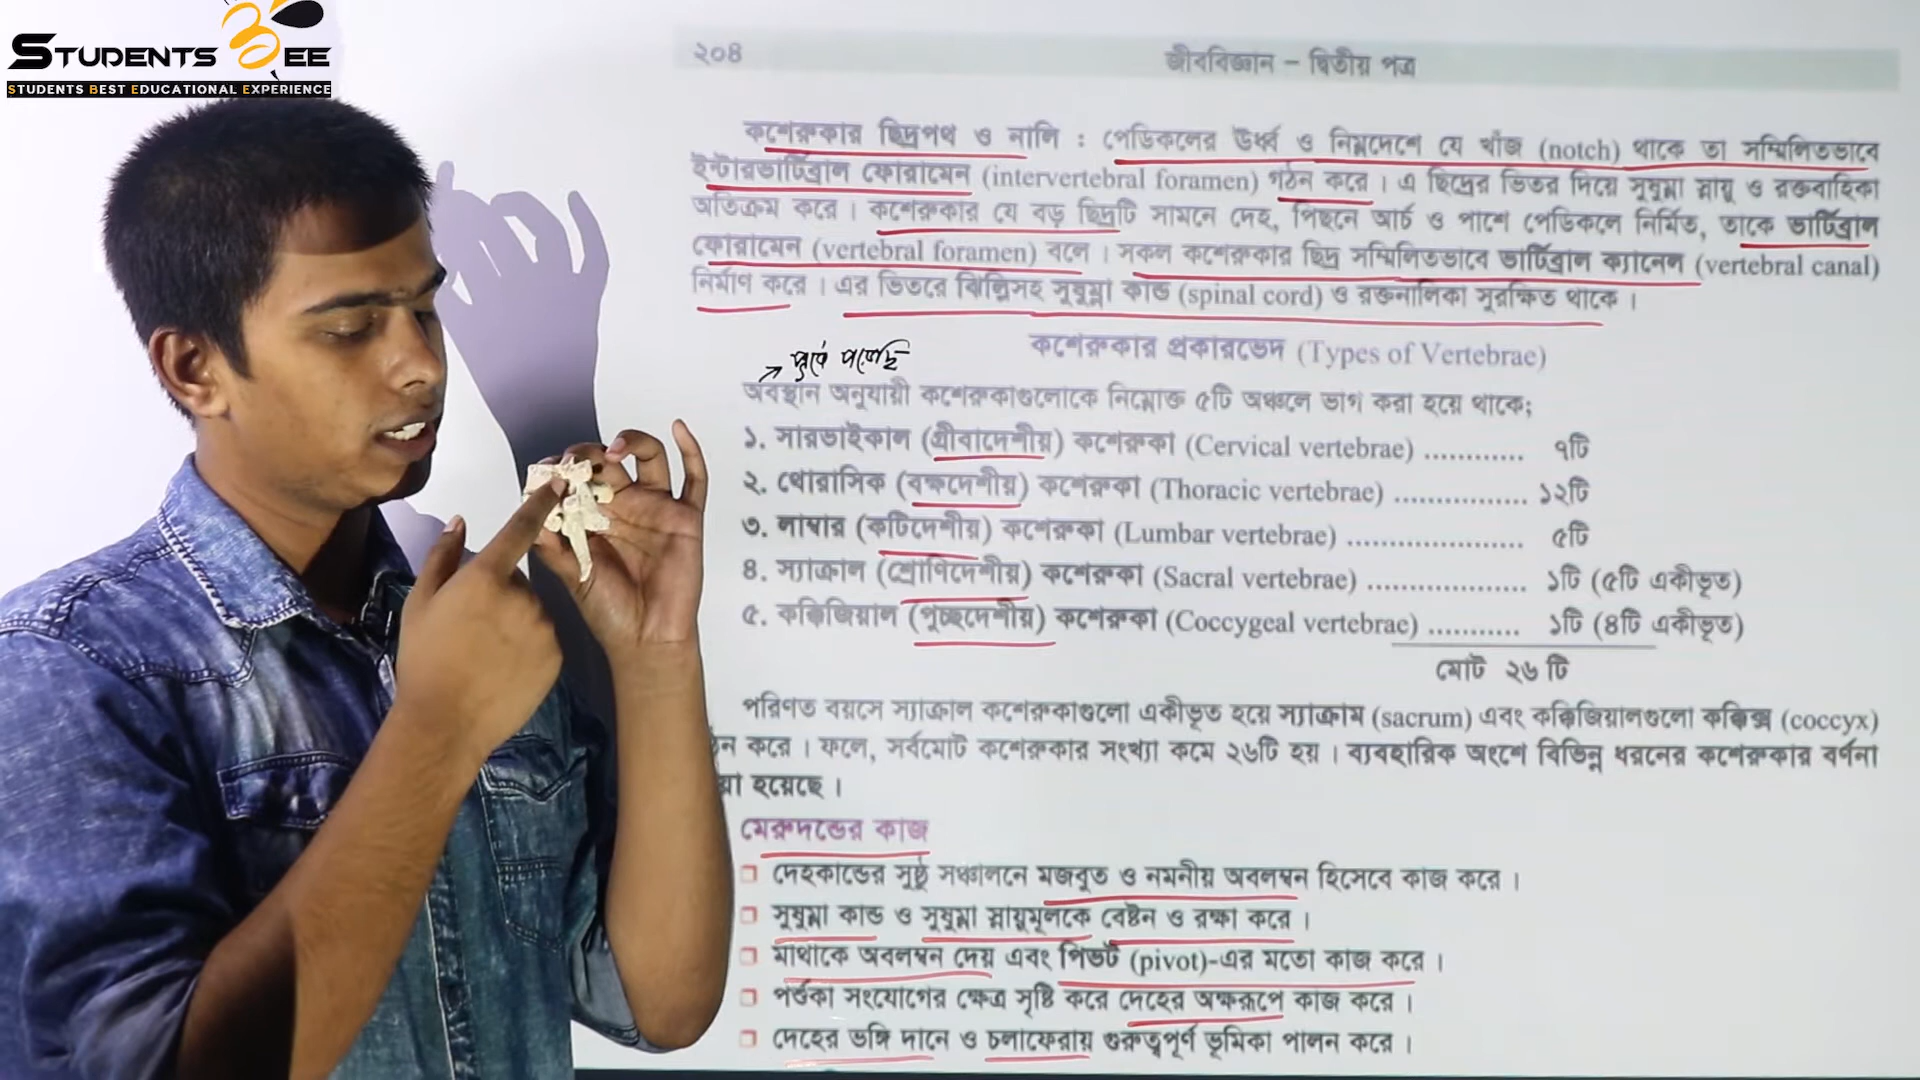 STUDENTS BEE
STUDENTS BEST EDUCATIONAL EXPERIENCE
২০৪
জীববিজ্ঞান – দ্বিতীয় পত্র
কশেরুকার ছিদ্রপথ ও নালি : পেডিকলের ঊর্ধ্ব ও নিম্নদেশে যে খাঁজ (notch) থাকে তা সম্মিলিতভাবে
ইন্টারভার্টিব্রাল ফোরামেন (intervertebral foramen) গঠন করে । এ ছিদ্রের ভিতর দিয়ে সুষুম্না স্নায়ু ও রক্তবাহিকা
অতিক্রম করে । কশেরুকার যে বড় ছিদ্রটি সামনে দেহ, পিছনে আর্চ ও পাশে পেডিকলে নির্মিত, তাকে ভার্টিব্রাল
ফোরামেন (vertebral foramen) বলে । সকল কশেরুকার ছিদ্র সম্মিলিতভাবে ভার্টিব্রাল ক্যানেল (vertebral canal)
নির্মাণ করে । এর ভিতরে ঝিল্লিসহ সুষুম্না কান্ড (spinal cord) ও রক্তনালিকা সুরক্ষিত থাকে ।
কশেরুকার প্রকারভেদ (Types of Vertebrae)
অবস্থান অনুযায়ী কশেরুকাগুলোকে নিম্নোক্ত ৫টি অঞ্চলে ভাগ করা হয়ে থাকে;
১. সারভাইকাল (গ্রীবাদেশীয়) কশেরুকা (Cervical vertebrae) ............ ৭টি
২. থোরাসিক (বক্ষদেশীয়) কশেরুকা (Thoracic vertebrae) ................. ১২টি
৩. লাম্বার (কটিদেশীয়) কশেরুকা (Lumbar vertebrae) ...................... ৫টি
৪. স্যাক্রাল (শ্রোণিদেশীয়) কশেরুকা (Sacral vertebrae) .................... ১টি (৫টি একীভূত)
৫. কক্কিজিয়াল (পুচ্ছদেশীয়) কশেরুকা (Coccygeal vertebrae) ........... ১টি (৪টি একীভূত)
মোট ২৬ টি
পরিণত বয়সে স্যাক্রাল কশেরুকাগুলো একীভূত হয়ে স্যাক্রাম (sacrum) এবং কক্কিজিয়ালগুলো কক্কিক্স (coccyx)
ন করে । ফলে, সর্বমোট কশেরুকার সংখ্যা কমে ২৬টি হয় । ব্যবহারিক অংশে বিভিন্ন ধরনের কশেরুকার বর্ণনা
য়া হয়েছে ।
মেরুদন্ডের কাজ
❒ দেহকান্ডের সুষ্ঠু সঞ্চালনে মজবুত ও নমনীয় অবলম্বন হিসেবে কাজ করে ।
❒ সুষুম্না কান্ড ও সুষুম্না স্নায়ুমূলকে বেষ্টন ও রক্ষা করে ।
❒ মাথাকে অবলম্বন দেয় এবং পিভট (pivot)-এর মতো কাজ করে ।
❒ পর্শুকা সংযোগের ক্ষেত্র সৃষ্টি করে দেহের অক্ষরূপে কাজ করে ।
❒ দেহের ভঙ্গি দানে ও চলাফেরায় গুরুত্বপূর্ণ ভূমিকা পালন করে ।